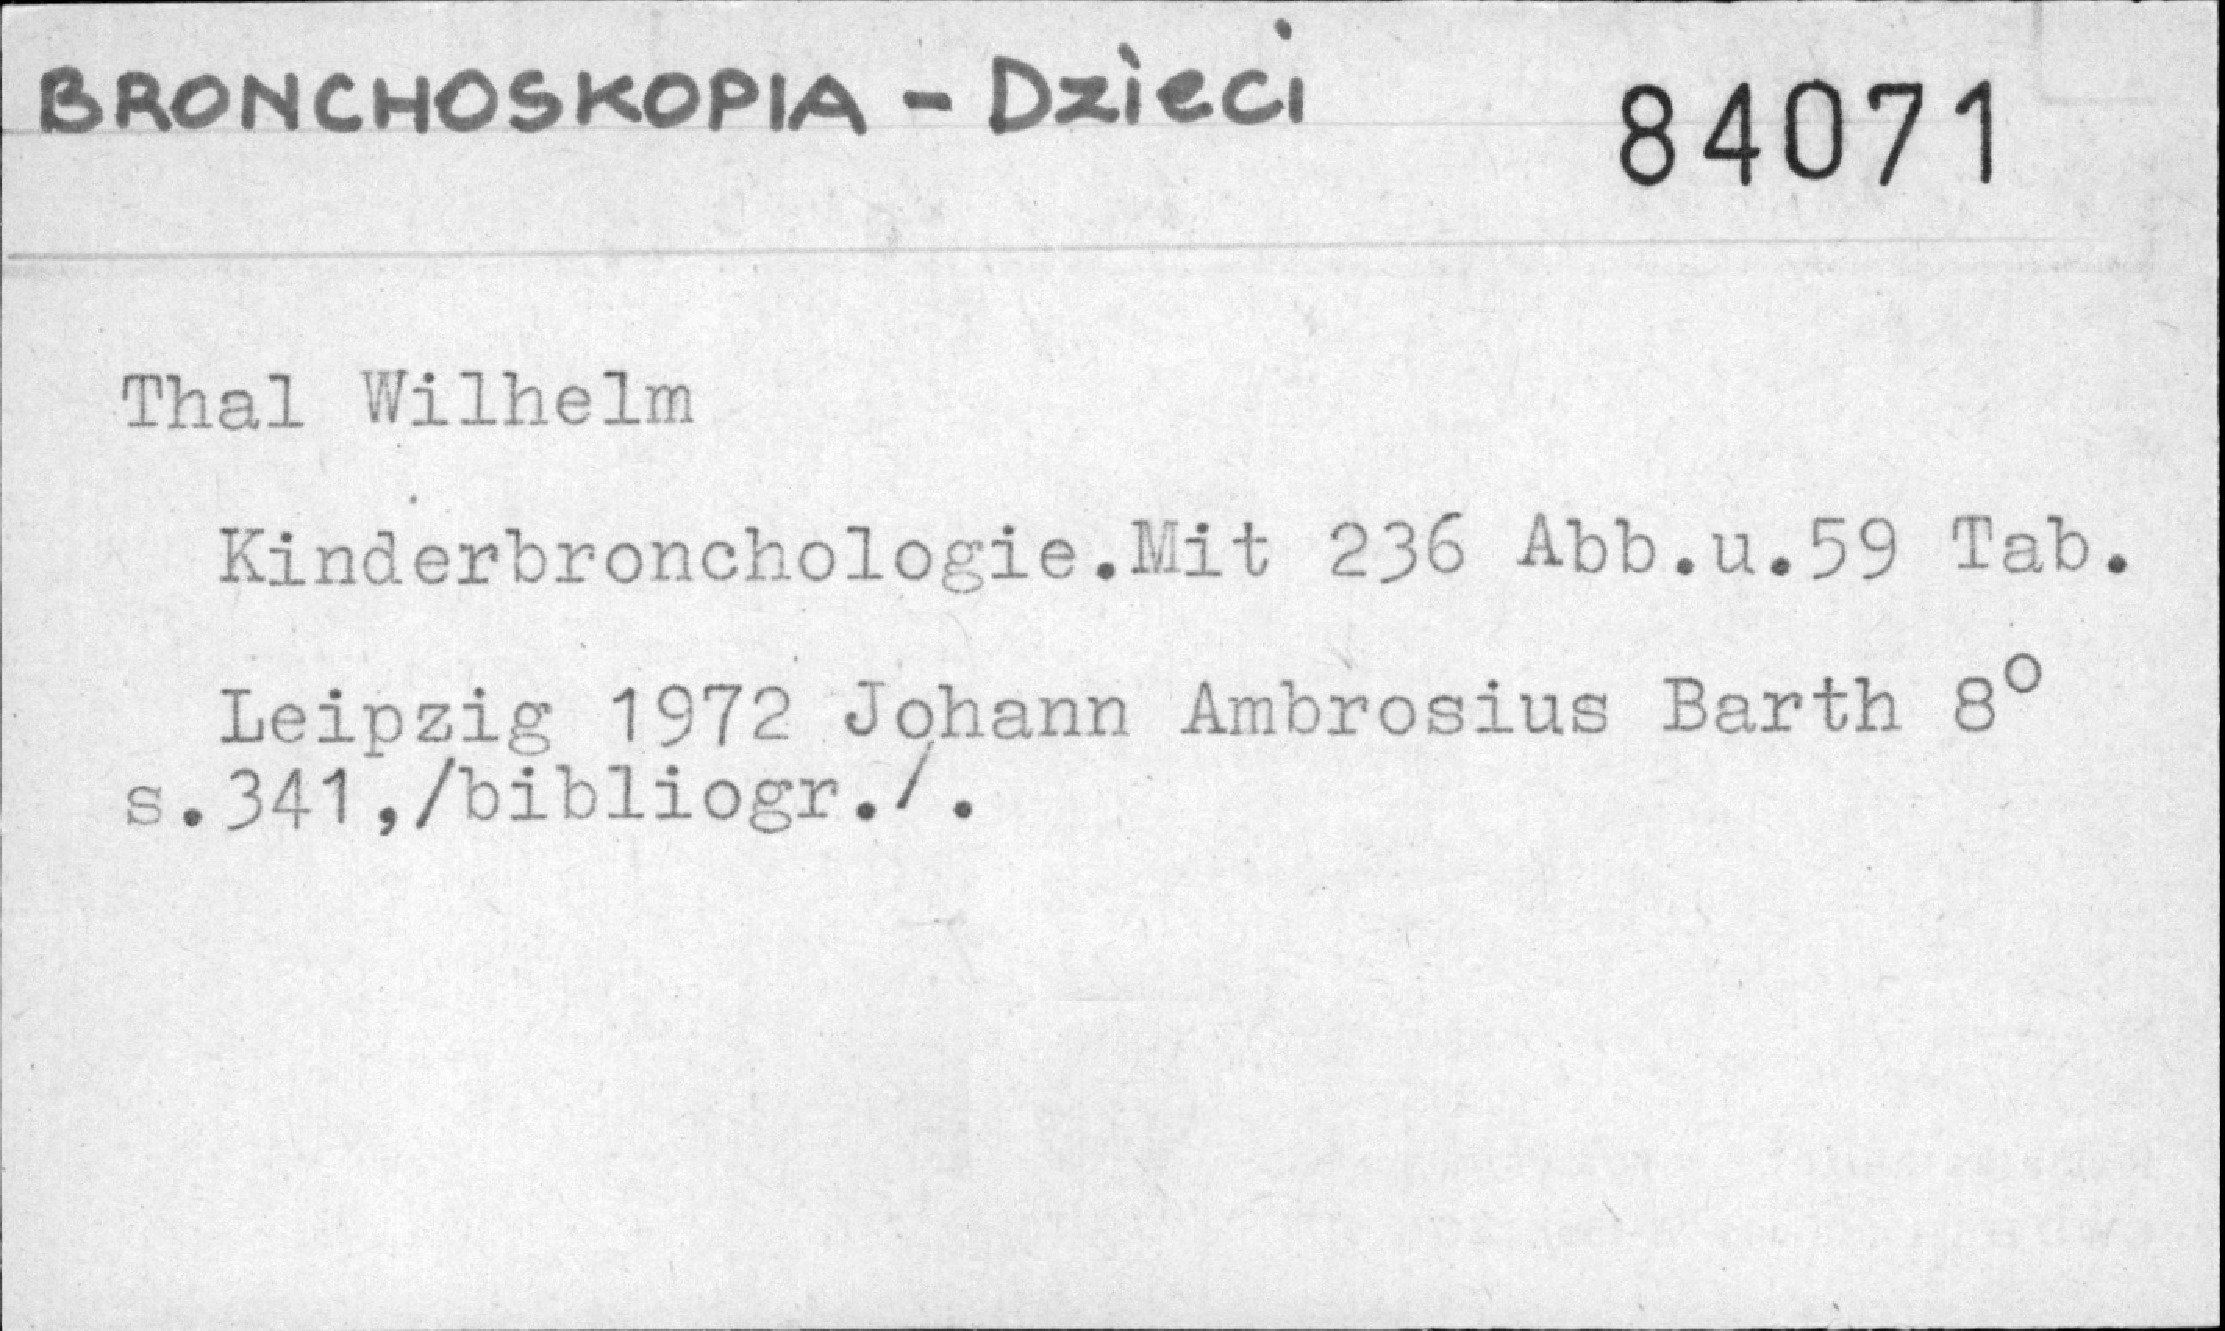 BRONCHOSKOPIA - Dzieci 84071
Thal Wilhelm
Kinderbronchologie.Mit 236 Abb.u.59 Tab.
Leipzig 1972 Johann Ambrosius Barth 8°
s.341,/bibliogr./.